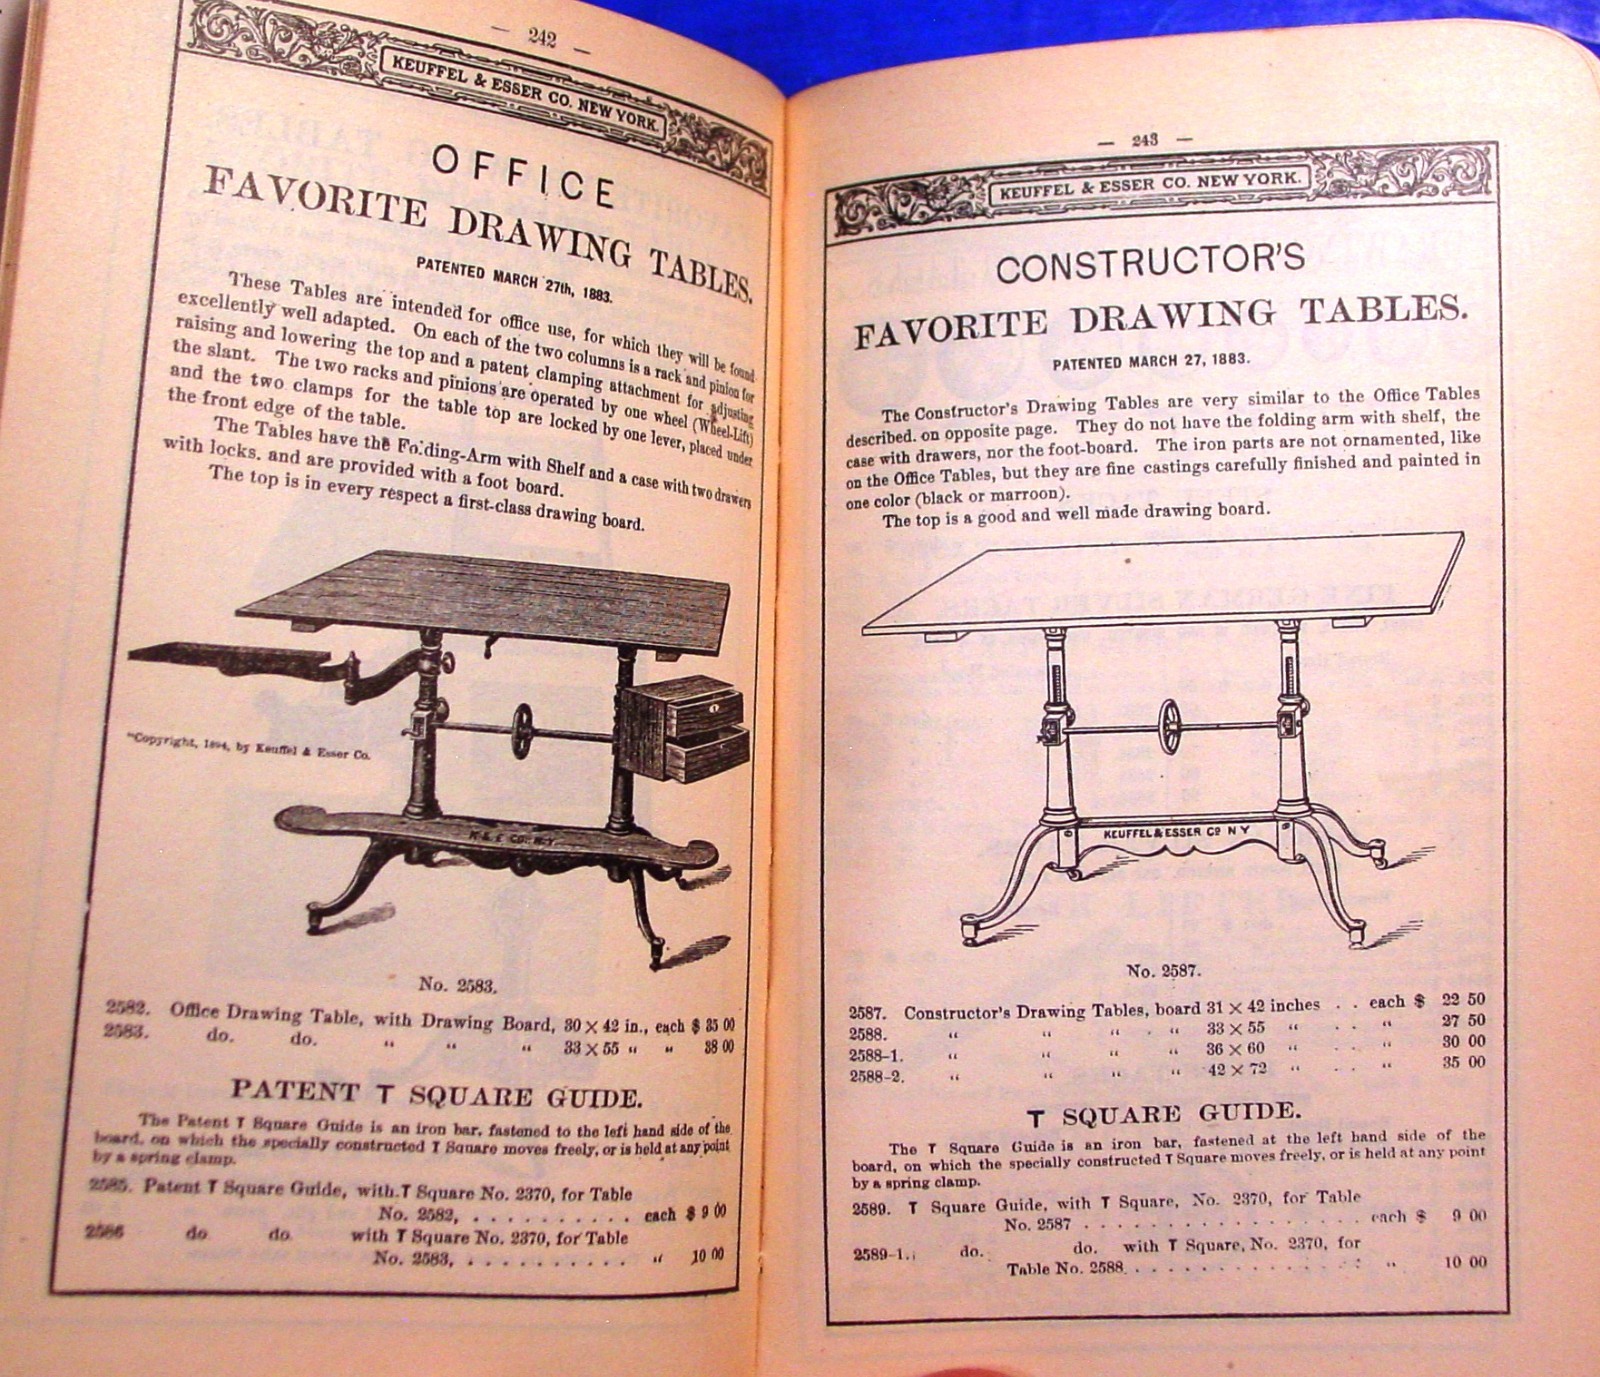 — 242 —
KEUFFEL & ESSER CO. NEW YORK.
OFFICE
FAVORITE DRAWING TABLES.
PATENTED MARCH 27th, 1883.
These Tables are intended for office use, for which they will be found
excellently well adapted. On each of the two columns is a rack and pinion for
raising and lowering the top and a patent clamping attachment for adjusting
the slant. The two racks and pinions are operated by one wheel (Wheel-Lift)
and the two clamps for the table top are locked by one lever, placed under
the front edge of the table.
The Tables have the Folding-Arm with Shelf and a case with two drawers
with locks. and are provided with a foot board.
The top is in every respect a first-class drawing board.
Copyright, 1894, by Keuffel & Esser Co.
K & E CO. N.Y
No. 2583.
2582. Office Drawing Table, with Drawing Board, 30 × 42 in., each $ 35 00
2583. do. do. “ “ “ 33 × 55 “ “ 38 00
PATENT T SQUARE GUIDE.
The Patent T Square Guide is an iron bar, fastened to the left hand side of the
board, on which the specially constructed T Square moves freely, or is held at any point
by a spring clamp.
2585. Patent T Square Guide, with T Square No. 2370, for Table
No. 2582, . . . . . . . . . . each $ 9 00
2586 do do. with T Square No. 2370, for Table
No. 2583, . . . . . . . . . . “ 10 00
— 243 —
KEUFFEL & ESSER CO. NEW YORK.
CONSTRUCTOR'S
FAVORITE DRAWING TABLES.
PATENTED MARCH 27, 1883.
The Constructor's Drawing Tables are very similar to the Office Tables
described. on opposite page. They do not have the folding arm with shelf, the
case with drawers, nor the foot-board. The iron parts are not ornamented, like
on the Office Tables, but they are fine castings carefully finished and painted in
one color (black or marroon).
The top is a good and well made drawing board.
KEUFFEL & ESSER Co N Y
No. 2587.
2587. Constructor's Drawing Tables, board 31 × 42 inches . . each $ 22 50
2588. “ “ “ “ 33 × 55 “ . . “ 27 50
2588-1. “ “ “ “ 36 × 60 “ . . “ 30 00
2588-2. “ “ “ “ 42 × 72 “ . . “ 35 00
T SQUARE GUIDE.
The T Square Guide is an iron bar, fastened at the left hand side of the
board, on which the specially constructed T Square moves freely, or is held at any point
by a spring clamp.
2589. T Square Guide, with T Square, No. 2370, for Table
No. 2587 . . . . . . . . . . . . . . . . . each $ 9 00
2589-1. do. do. with T Square, No. 2370, for
Table No. 2588. . . . . . . . . . . . . . “ 10 00